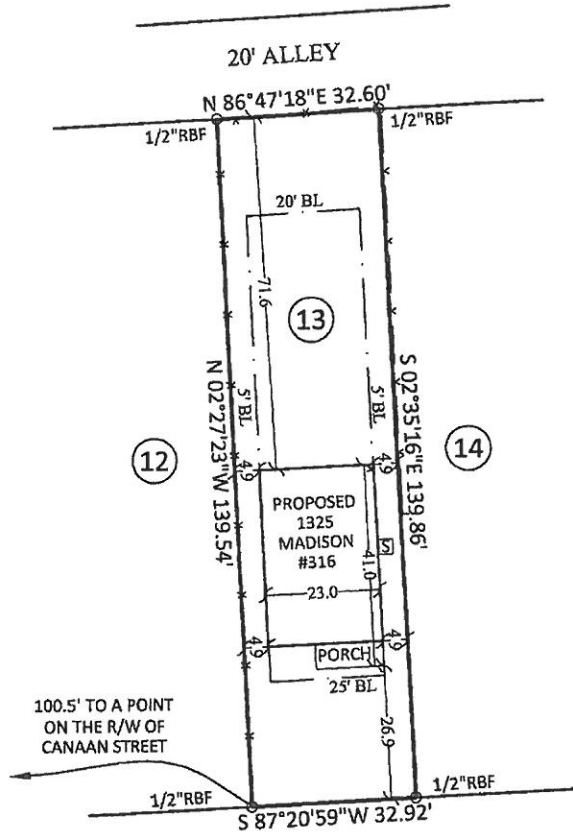 20' ALLEY
N 86°47'18"E 32.60'
1/2"RBF
1/2"RBF
20' BL
71.6
13
N 02°27'23"W 139.54'
5' BL
5' BL
S 02°35'16"E 139.86'
12
14
4.9
4.9
PROPOSED
1325
MADISON
#316
S
41.0
23.0
4.9
4.9
PORCH
25' BL
26.9
100.5' TO A POINT
ON THE R/W OF
CANAAN STREET
1/2"RBF
1/2"RBF
S 87°20'59"W 32.92'